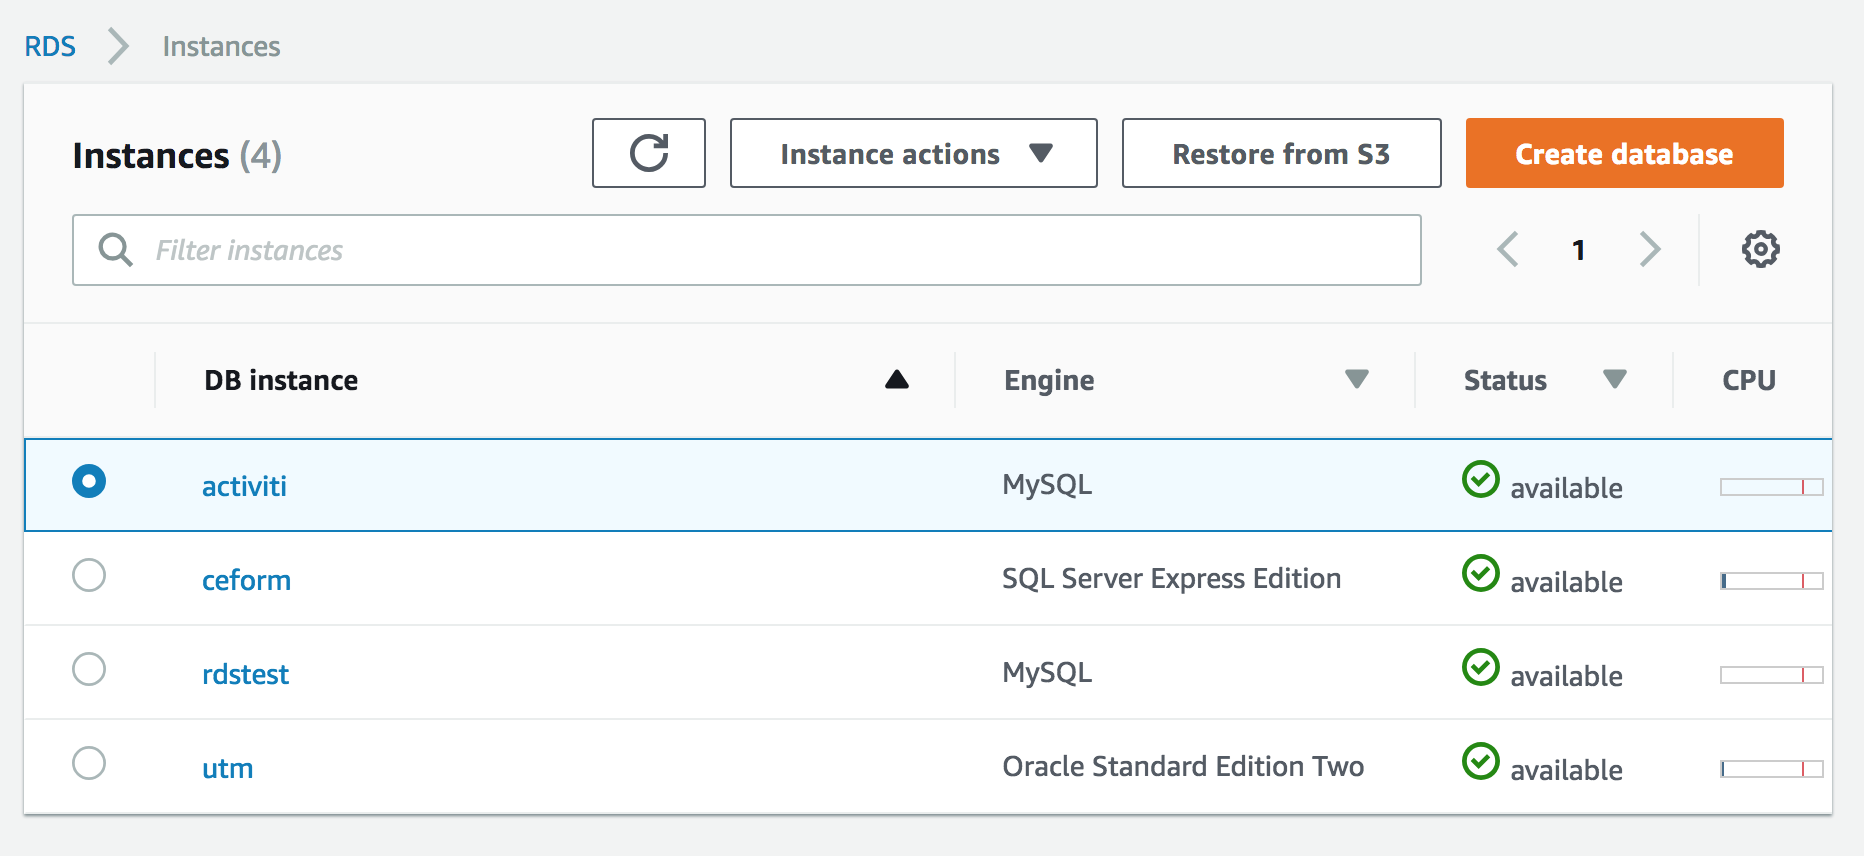 RDS Instances
Instances (4) Instance actions Restore from S3 Create database
Filter instances 1
DB instance Engine Status CPU
activiti MySQL available
ceform SQL Server Express Edition available
rdstest MySQL available
utm Oracle Standard Edition Two available